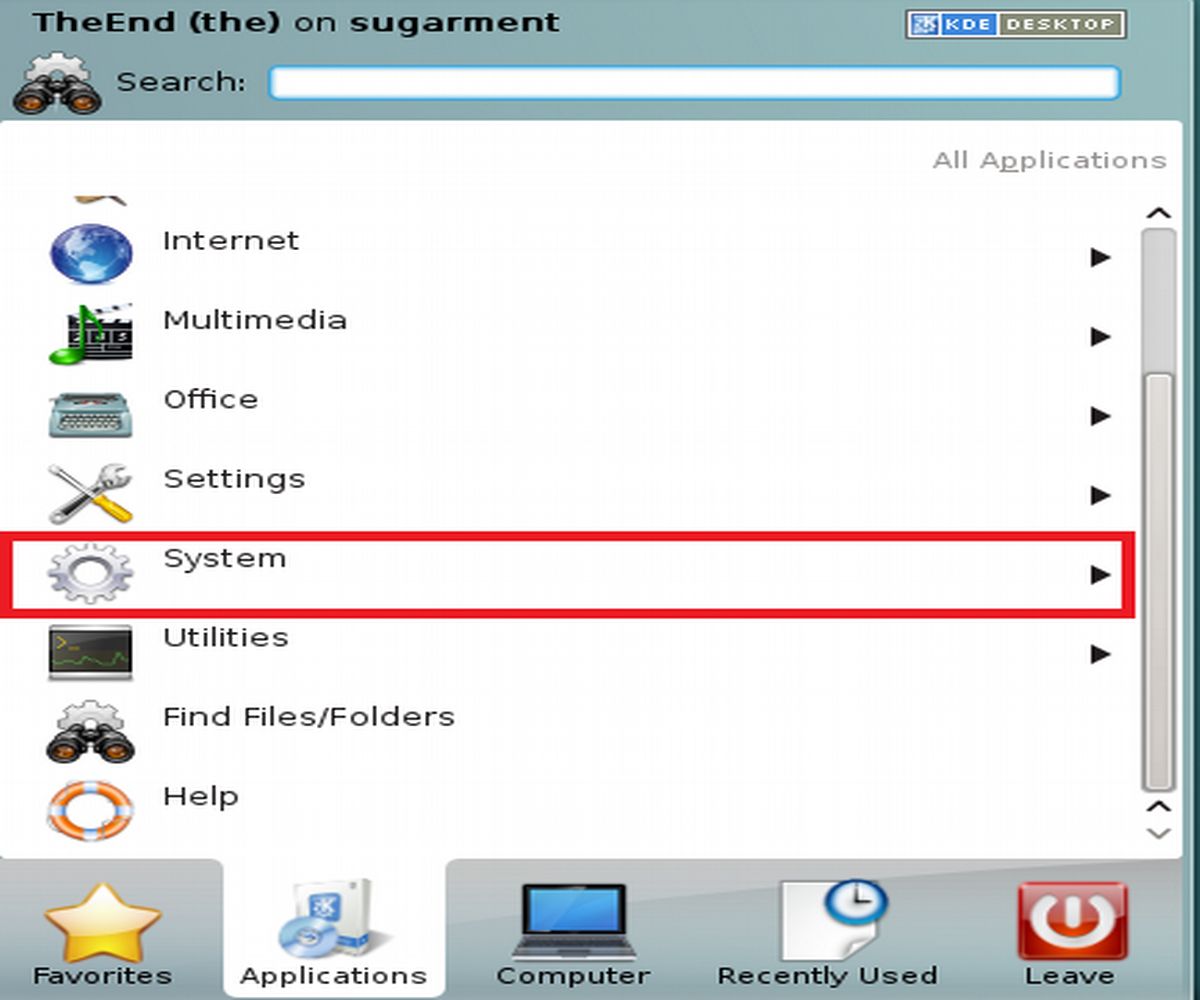 TheEnd (the) on sugarment
KDE DESKTOP
Search:
All Applications
Internet
Multimedia
Office
Settings
System
Utilities
Find Files/Folders
Help
Favorites
Applications
Computer
Recently Used
Leave